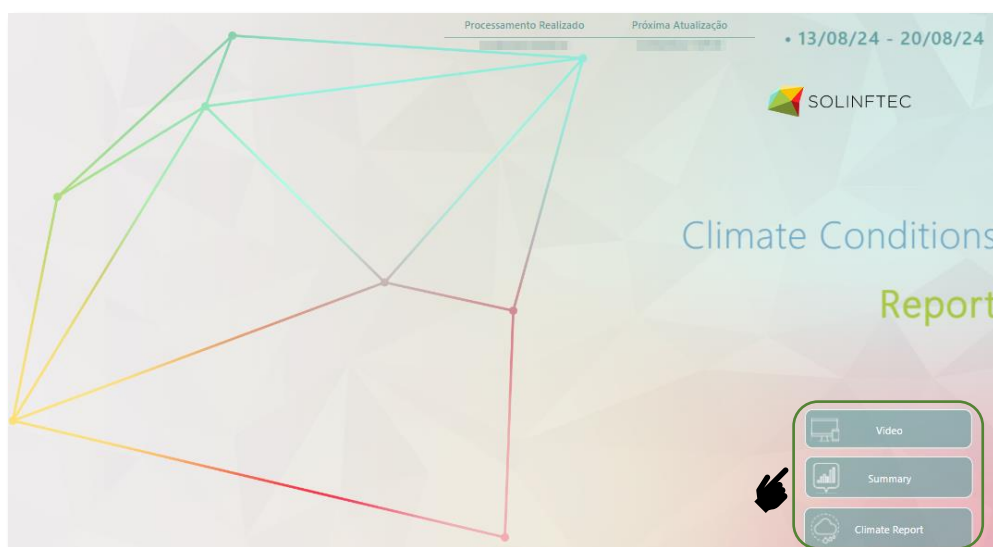 Processamento Realizado
Próxima Atualização
• 13/08/24 - 20/08/24
SOLINFTEC
Climate Conditions
Report
Video
Summary
Climate Report